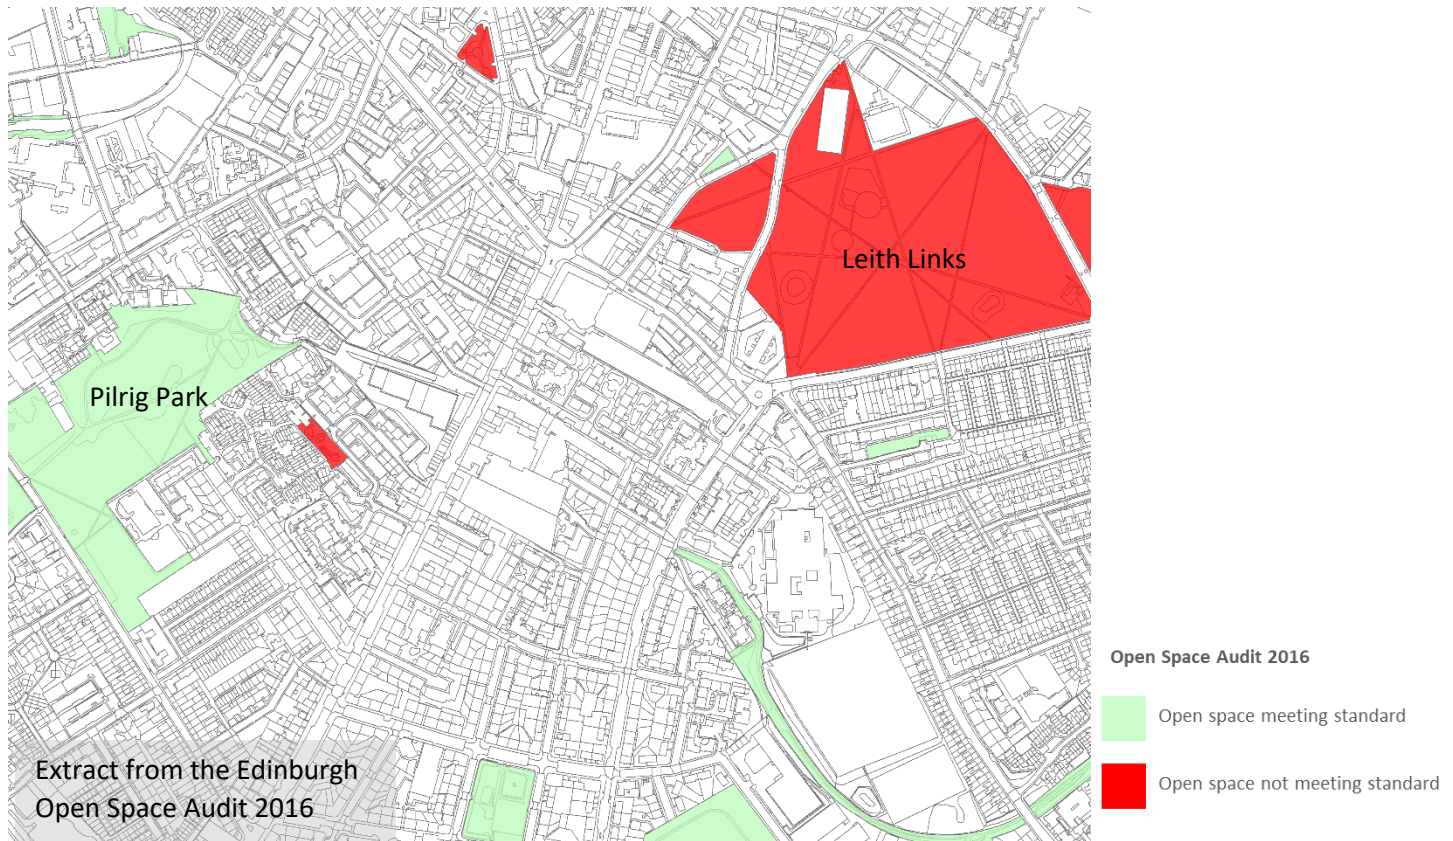 Leith Links
Pilrig Park
Extract from the Edinburgh
Open Space Audit 2016
Open Space Audit 2016
Open space meeting standard
Open space not meeting standard